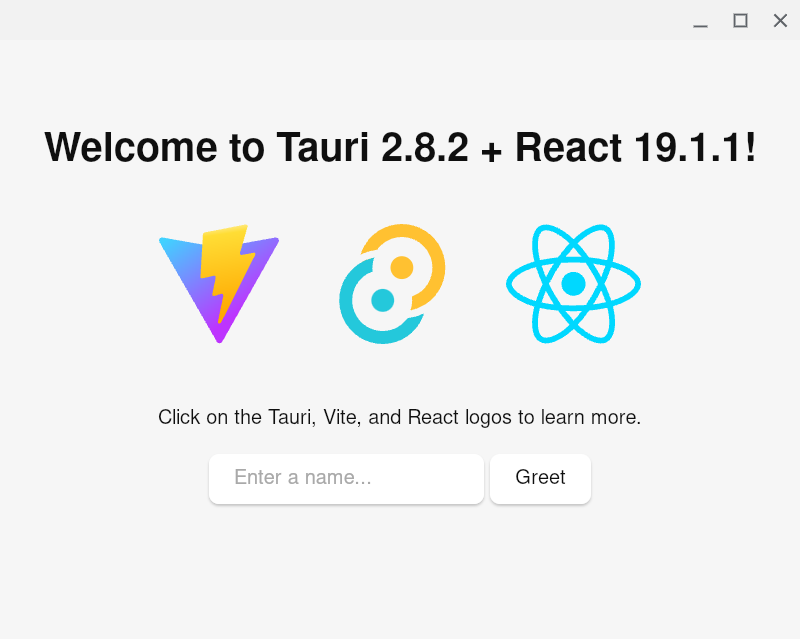 Welcome to Tauri 2.8.2 + React 19.1.1!
Click on the Tauri, Vite, and React logos to learn more.
Enter a name...
Greet